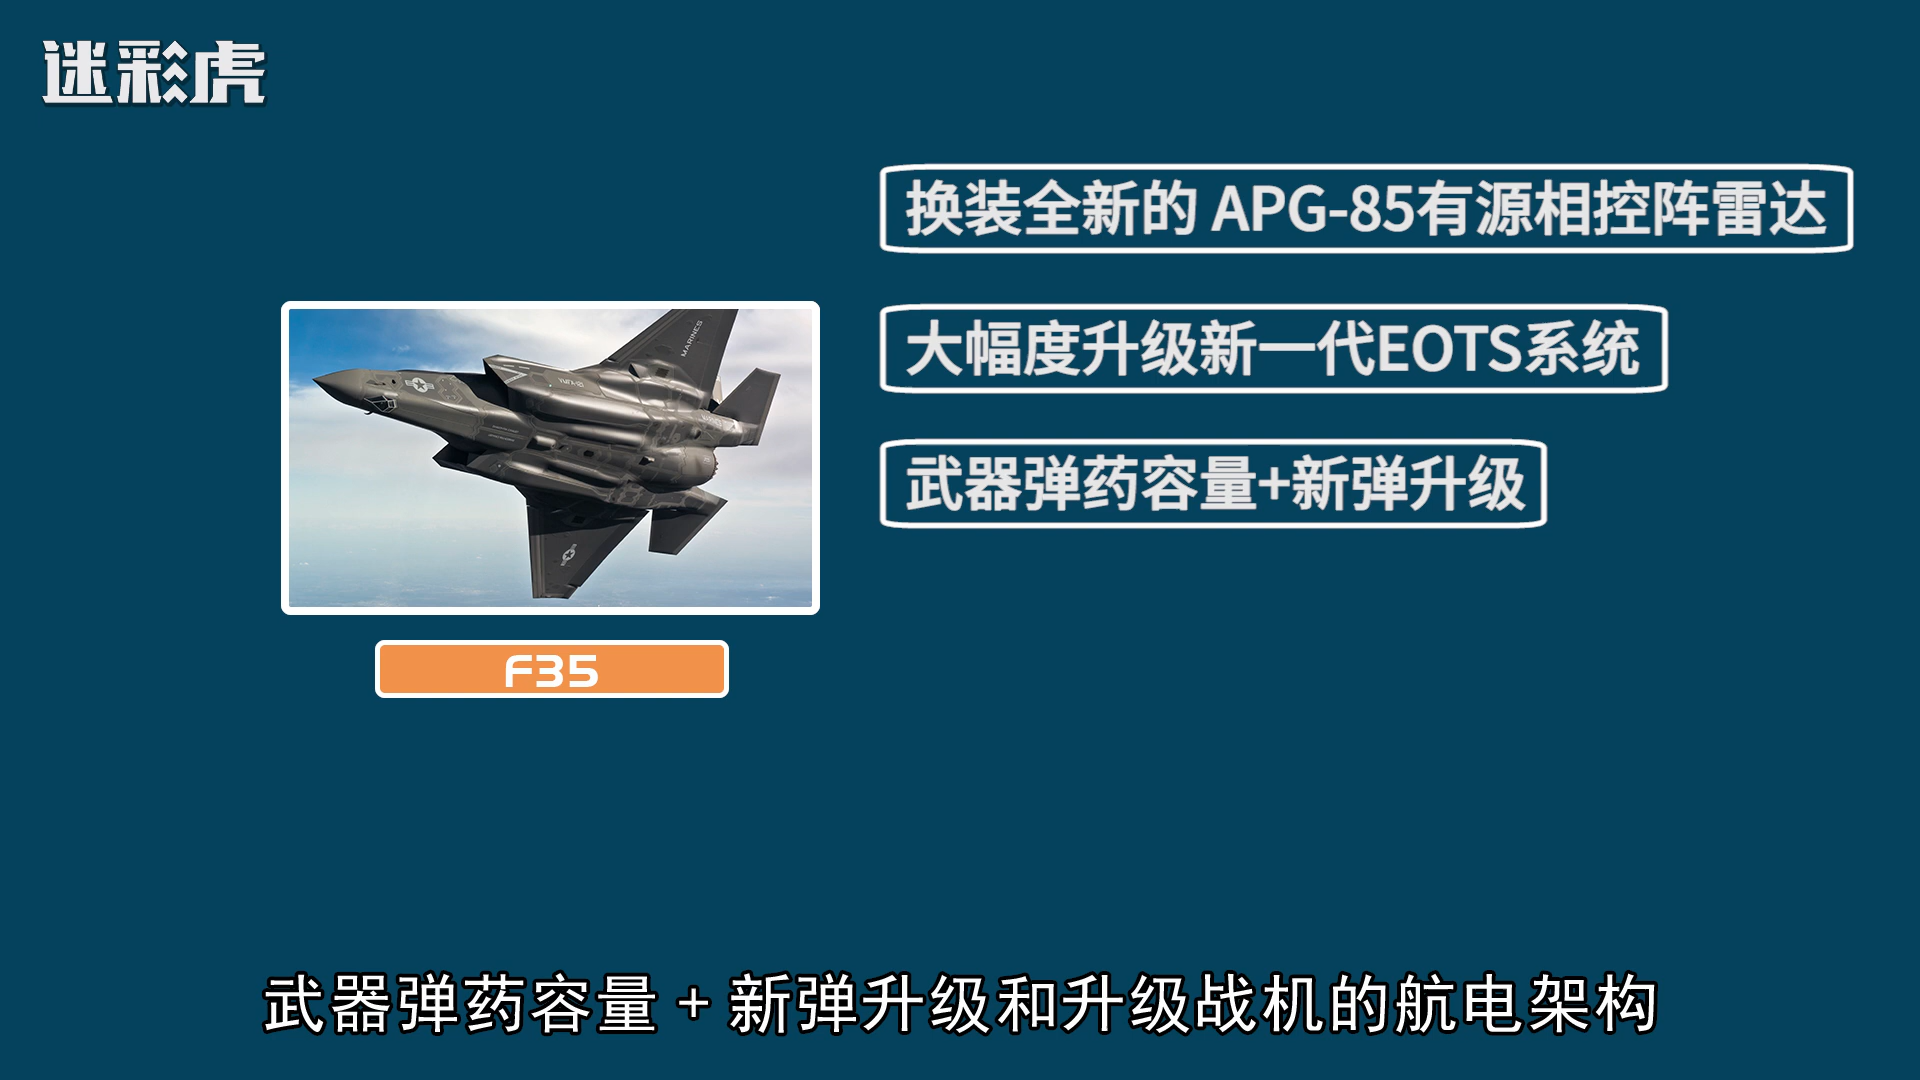 迷彩虎
换装全新的 APG-85有源相控阵雷达
大幅度升级新一代EOTS系统
武器弹药容量+新弹升级
MARINES
F35
武器弹药容量 + 新弹升级和升级战机的航电架构